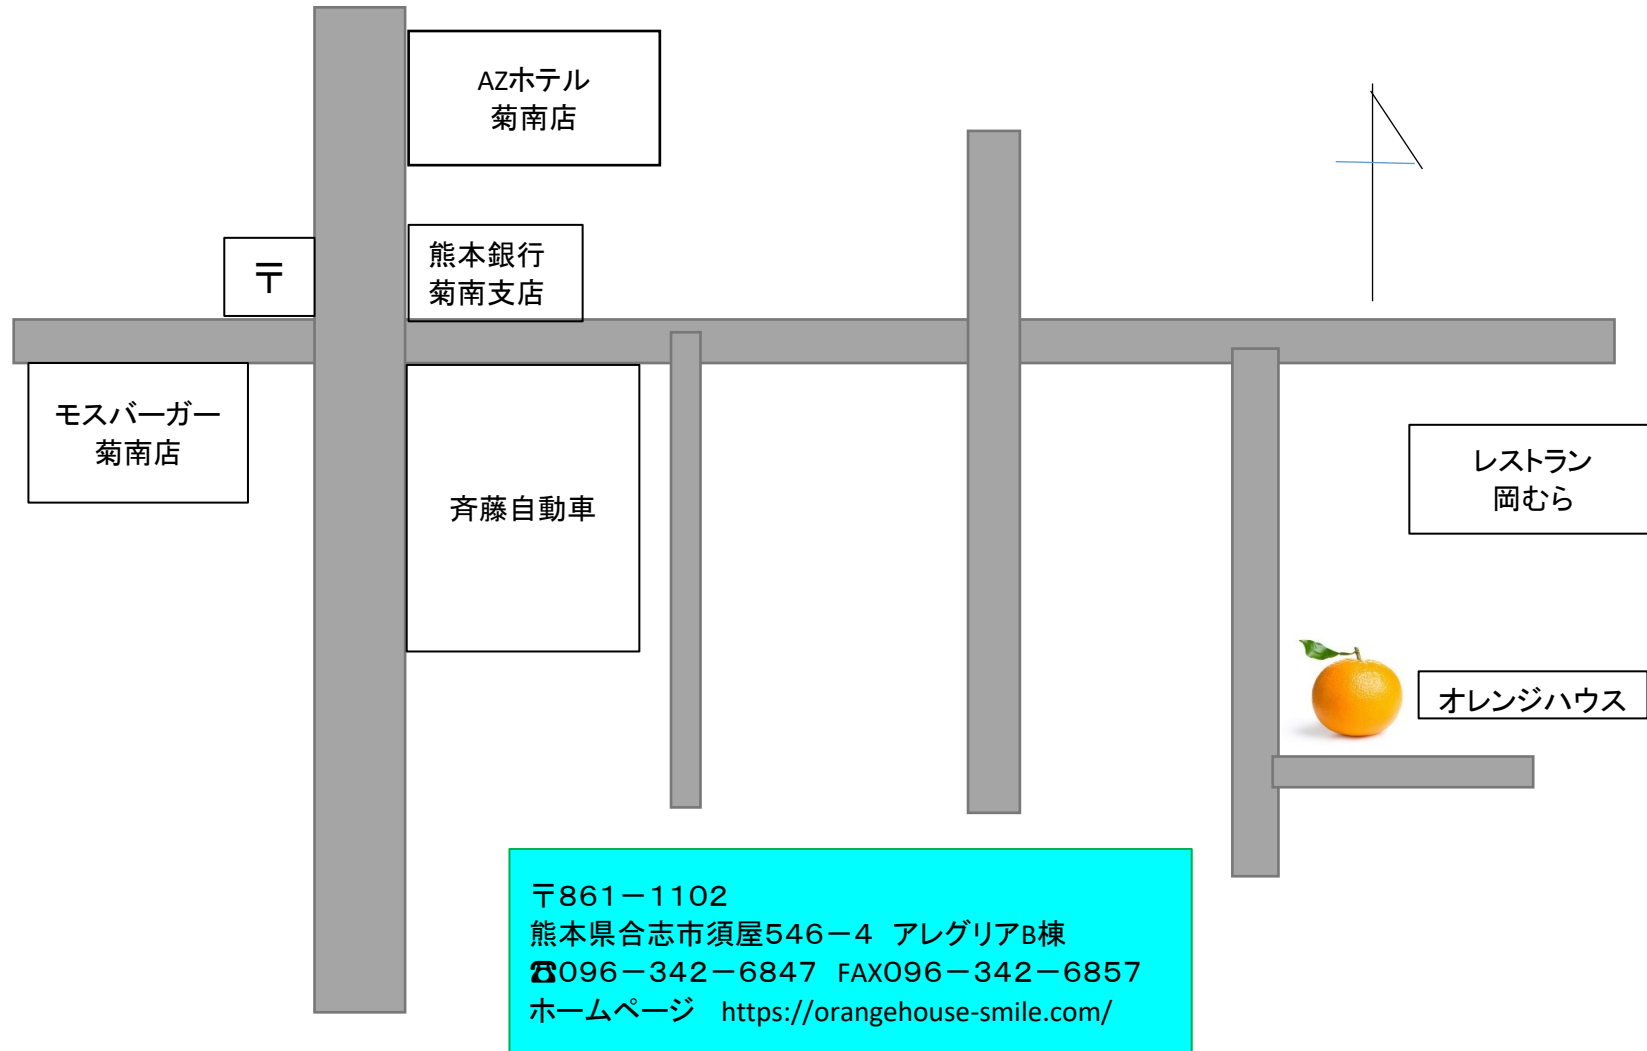 AZホテル
菊南店
〒
熊本銀行
菊南支店
モスバーガー
菊南店
斉藤自動車
レストラン
岡むら
オレンジハウス
〒861－1102
熊本県合志市須屋546－4　アレグリアB棟
☎096－342－6847　FAX096－342－6857
ホームページ　https://orangehouse-smile.com/